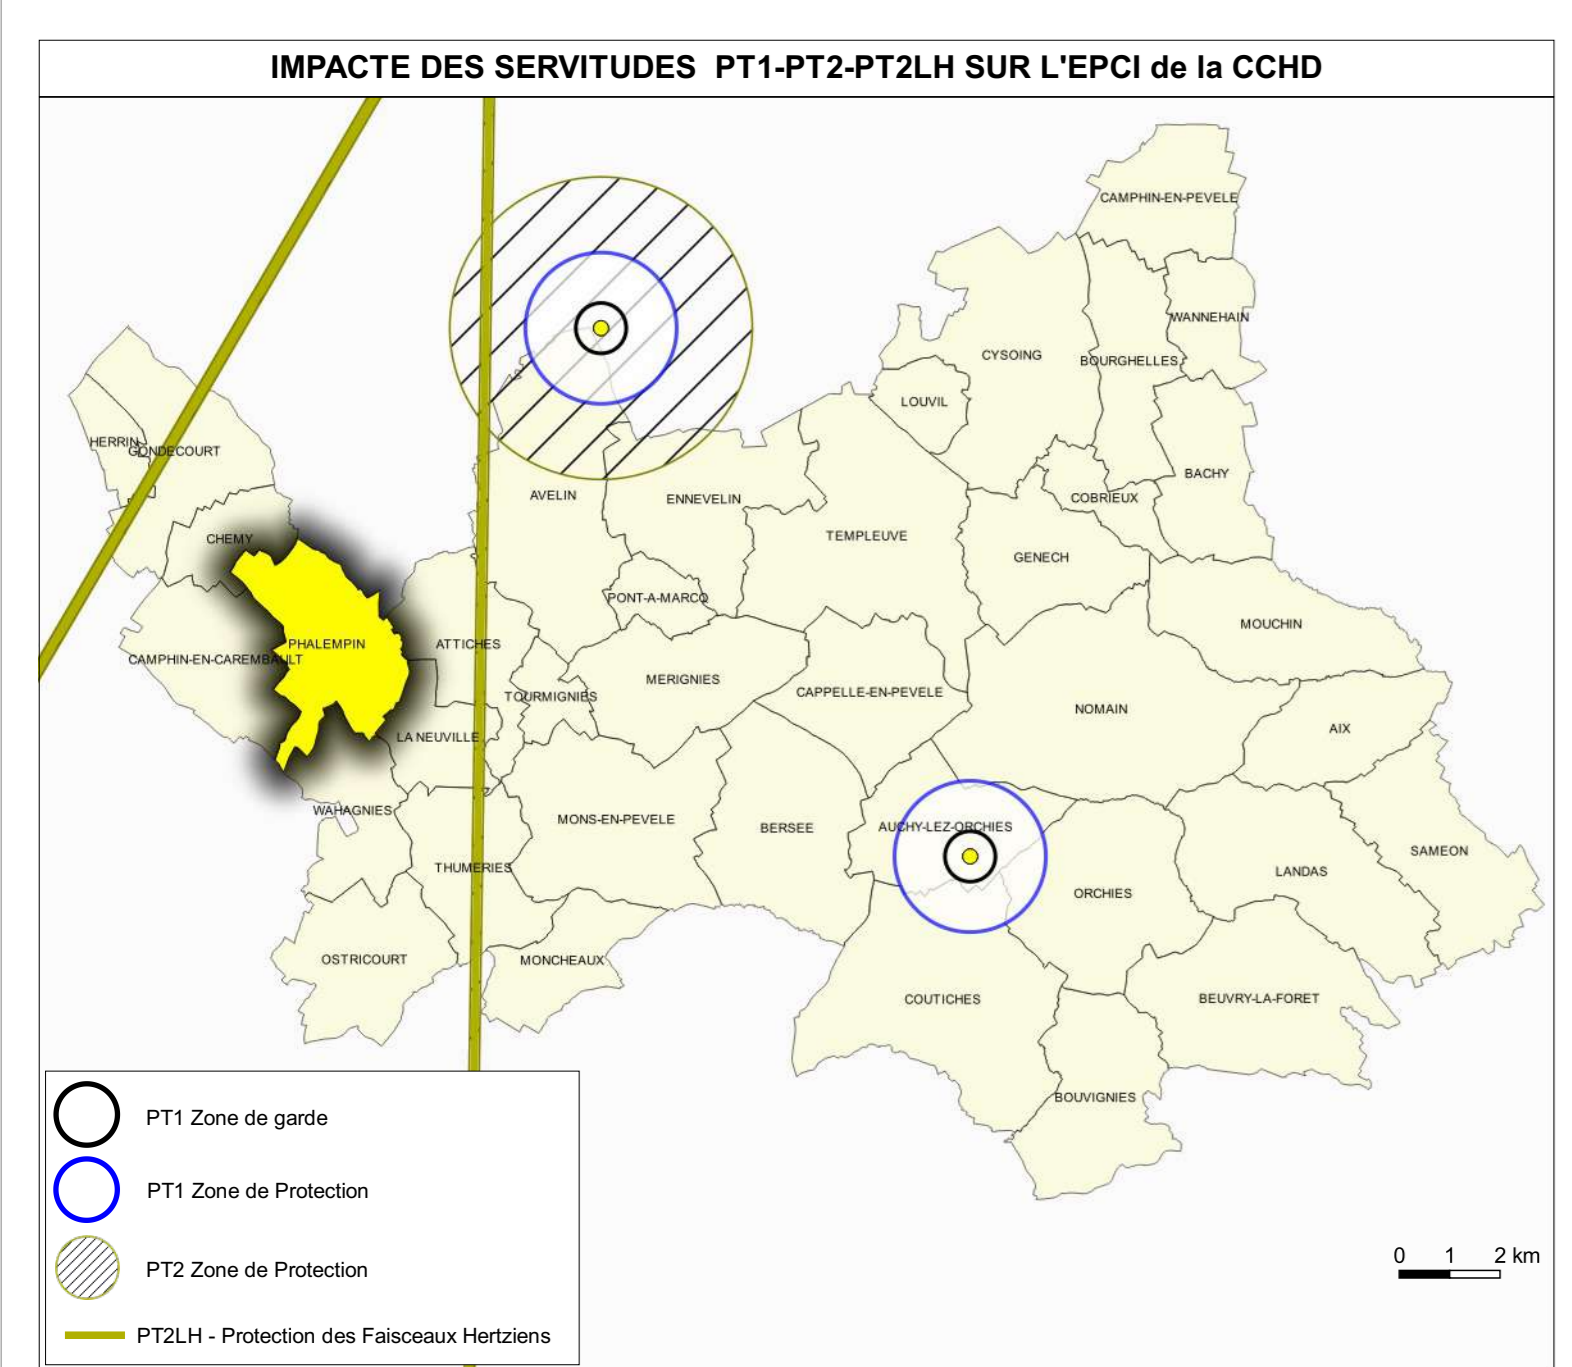 IMPACTE DES SERVITUDES PT1-PT2-PT2LH SUR L'EPCI de la CCHD
CAMPHIN-EN-PEVELE
WANNEHAIN
CYSOING
BOURGHELLES
LOUVIL
HERRIN
GONDECOURT
BACHY
AVELIN
ENNEVELIN
COBRIEUX
TEMPLEUVE
CHEMY
GENECH
PONT-A-MARCQ
MOUCHIN
PHALEMPIN
ATTICHES
CAMPHIN-EN-CAREMBAULT
MERIGNIES
TOURMIGNIES
CAPPELLE-EN-PEVELE
NOMAIN
AIX
LA NEUVILLE
WAHAGNIES
MONS-EN-PEVELE
BERSEE
AUCHY-LEZ-ORCHIES
SAMEON
THUMERIES
LANDAS
ORCHIES
OSTRICOURT
MONCHEAUX
COUTICHES
BEUVRY-LA-FORET
BOUVIGNIES
PT1 Zone de garde
PT1 Zone de Protection
PT2 Zone de Protection
PT2LH - Protection des Faisceaux Hertziens
0 1 2 km